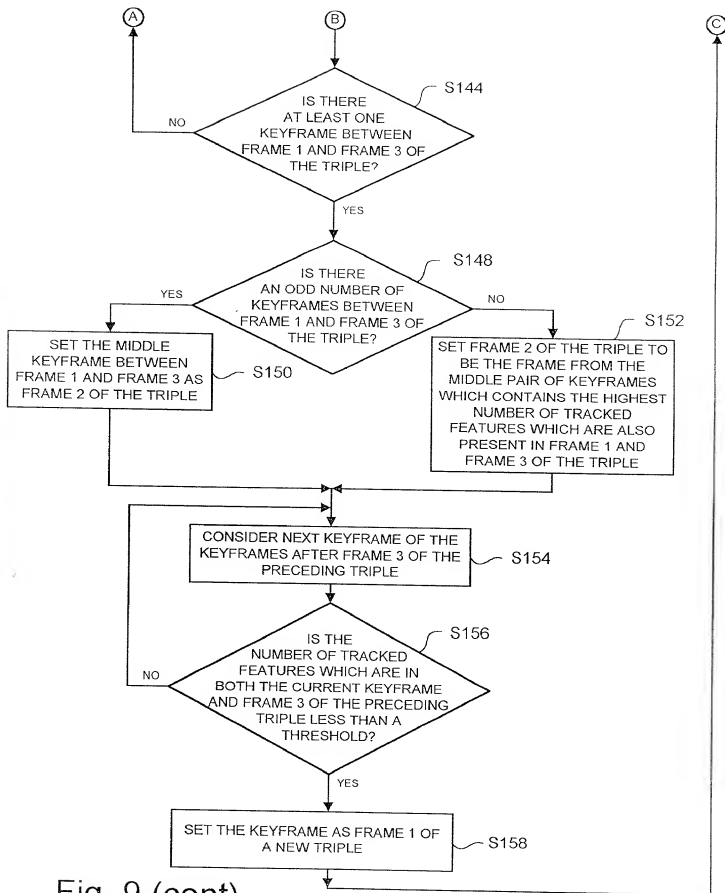 A
B
C
S144
IS THERE
AT LEAST ONE
KEYFRAME BETWEEN
FRAME 1 AND FRAME 3 OF
THE TRIPLE?
NO
YES
S148
IS THERE
AN ODD NUMBER OF
KEYFRAMES BETWEEN
FRAME 1 AND FRAME 3 OF
THE TRIPLE?
YES
NO
SET THE MIDDLE
KEYFRAME BETWEEN
FRAME 1 AND FRAME 3 AS
FRAME 2 OF THE TRIPLE
S150
S152
SET FRAME 2 OF THE TRIPLE TO
BE THE FRAME FROM THE
MIDDLE PAIR OF KEYFRAMES
WHICH CONTAINS THE HIGHEST
NUMBER OF TRACKED
FEATURES WHICH ARE ALSO
PRESENT IN FRAME 1 AND
FRAME 3 OF THE TRIPLE
CONSIDER NEXT KEYFRAME OF THE
KEYFRAMES AFTER FRAME 3 OF THE
PRECEDING TRIPLE
S154
S156
IS THE
NUMBER OF TRACKED
FEATURES WHICH ARE IN
BOTH THE CURRENT KEYFRAME
AND FRAME 3 OF THE PRECEDING
TRIPLE LESS THAN A
THRESHOLD?
NO
YES
SET THE KEYFRAME AS FRAME 1 OF
A NEW TRIPLE
S158
Fig. 9 (cont)